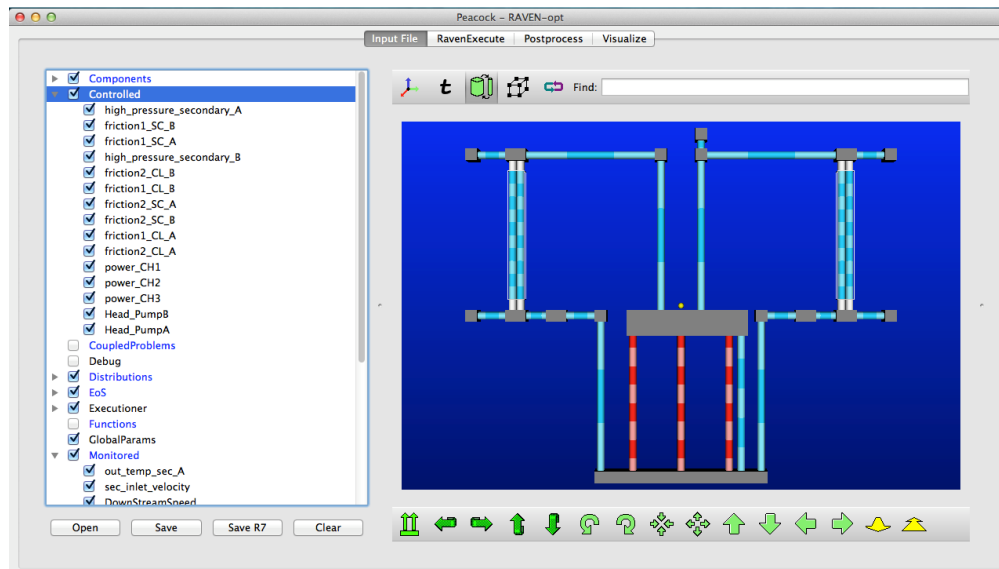 Peacock - RAVEN-opt
Input File RavenExecute Postprocess Visualize
Components
Controlled
high_pressure_secondary_A
friction1_SC_B
friction1_SC_A
high_pressure_secondary_B
friction2_CL_B
friction1_CL_B
friction2_SC_A
friction2_SC_B
friction1_CL_A
friction2_CL_A
power_CH1
power_CH2
power_CH3
Head_PumpB
Head_PumpA
CoupledProblems
Debug
Distributions
EoS
Executioner
Functions
GlobalParams
Monitored
out_temp_sec_A
sec_inlet_velocity
DownStreamSpeed
t Find:
Open Save Save R7 Clear